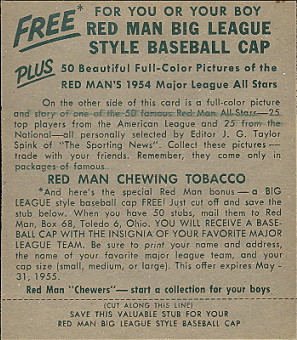 FREE* FOR YOU OR YOUR BOY
RED MAN BIG LEAGUE
STYLE BASEBALL CAP
PLUS 50 Beautiful Full-Color Pictures of the
RED MAN'S 1954 Major League All Stars
On the other side of this card is a full-color picture
and story of one of the 50 famous Red Man All-Stars—25
top players from the American League and 25 from the
National—all personally selected by Editor J. G. Taylor
Spink of "The Sporting News". Collect these pictures—
trade with your friends. Remember, they come only in
packages of famous.
RED MAN CHEWING TOBACCO
*And here's the special Red Man bonus — a BIG
LEAGUE style baseball cap FREE! Just cut off and save the
stub below. When you have 50 stubs, mail them to Red
Man, Box 68, Toledo 6, Ohio. YOU WILL RECEIVE A BASE-
BALL CAP WITH THE INSIGNIA OF YOUR FAVORITE MAJOR
LEAGUE TEAM. Be sure to print your name and address,
the name of your favorite major league team, and your
cap size (small, medium, or large). This offer expires May
31, 1955.
Red Man "Chewers"— start a collection for your boys
(CUT ALONG THIS LINE)
SAVE THIS VALUABLE STUB FOR YOUR
RED MAN BIG LEAGUE STYLE BASEBALL CAP